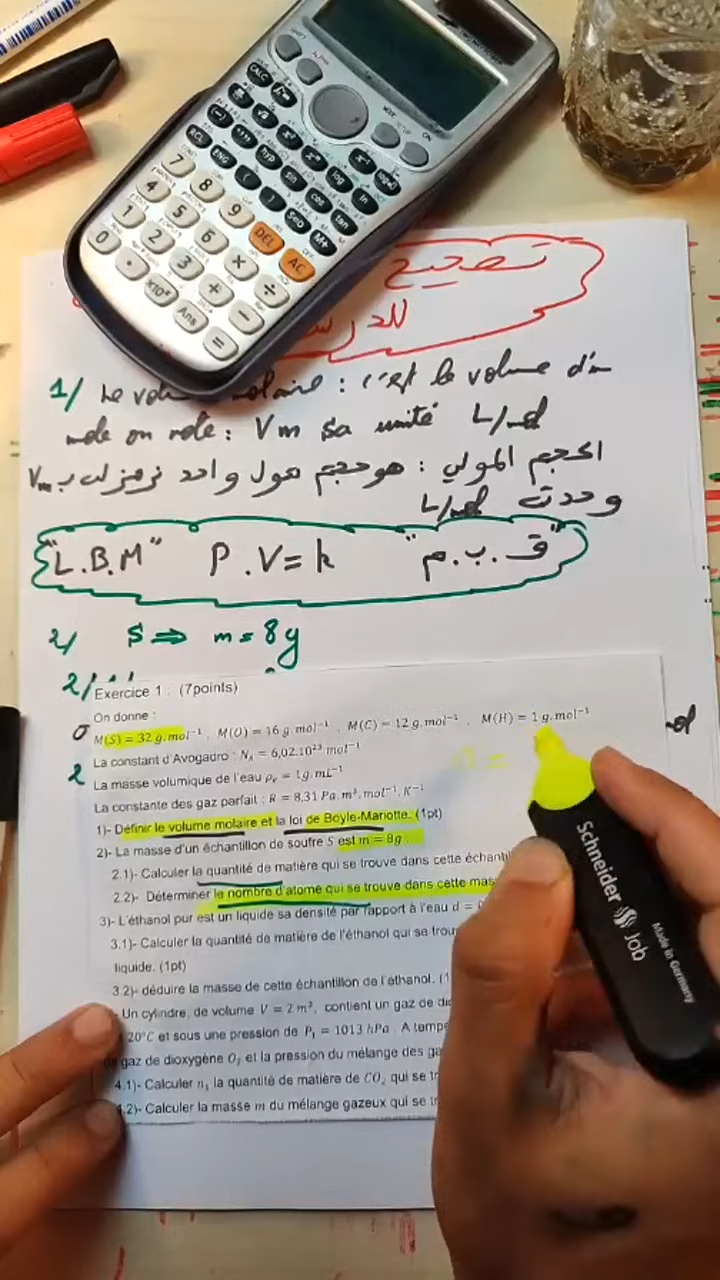 تصحيح
للدر
1/ Le vol molaire : c'est le volume d'un
mole on note : Vm sa unité L/mol
الحجم المولي : هو حجم مول واحد نرمز له ب Vm
وحدته L/mol
"L.B.M" P.V=k "ق.ب.م"
2/ S ⇒ m = 8g
Exercice 1 : (7points)
On donne :
M(S) = 32 g.mol⁻¹ , M(O) = 16 g.mol⁻¹ , M(C) = 12 g.mol⁻¹ , M(H) = 1 g.mol⁻¹
La constant d'Avogadro : N_A = 6,02.10²³ mol⁻¹
La masse volumique de l'eau ρₑ = 1g.mL⁻¹
La constante des gaz parfait : R = 8,31 Pa.m³.mol⁻¹.K⁻¹
1)- Définir le volume molaire et la loi de Boyle-Mariotte. (1pt)
2)- La masse d'un échantillon de soufre S est m = 8g
2.1)- Calculer la quantité de matière qui se trouve dans cette échanti
2.2)- Déterminer le nombre d'atome qui se trouve dans cette mas
3)- L'éthanol pur est un liquide sa densité par rapport à l'eau d =
3.1)- Calculer la quantité de matière de l'éthanol qui se trou
liquide. (1pt)
3.2)- déduire la masse de cette échantillon de l'éthanol. (1
Un cylindre, de volume V = 2 m³, contient un gaz de di
20°C et sous une pression de P₁ = 1013 hPa . A tempé
gaz de dioxygène O₂ et la pression du mélange des ga
4.1)- Calculer n₁ la quantité de matière de CO₂ qui se tr
4.2)- Calculer la masse m du mélange gazeux qui se tr
Schneider Job
Made in Germany